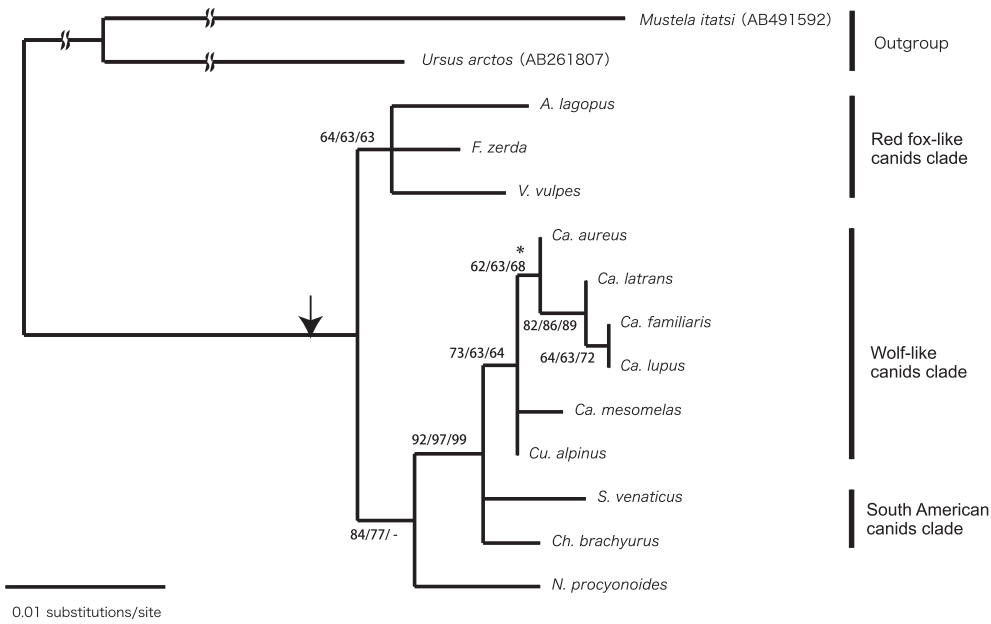 Mustela itatsi (AB491592)
Outgroup
Ursus arctos (AB261807)
A. lagopus
64/63/63
F. zerda
Red fox-like
canids clade
V. vulpes
Ca. aureus
*
62/63/68
Ca. latrans
82/86/89
Ca. familiaris
64/63/72
Ca. lupus
73/63/64
Wolf-like
canids clade
Ca. mesomelas
92/97/99
Cu. alpinus
S. venaticus
South American
canids clade
84/77/ -
Ch. brachyurus
N. procyonoides
0.01 substitutions/site